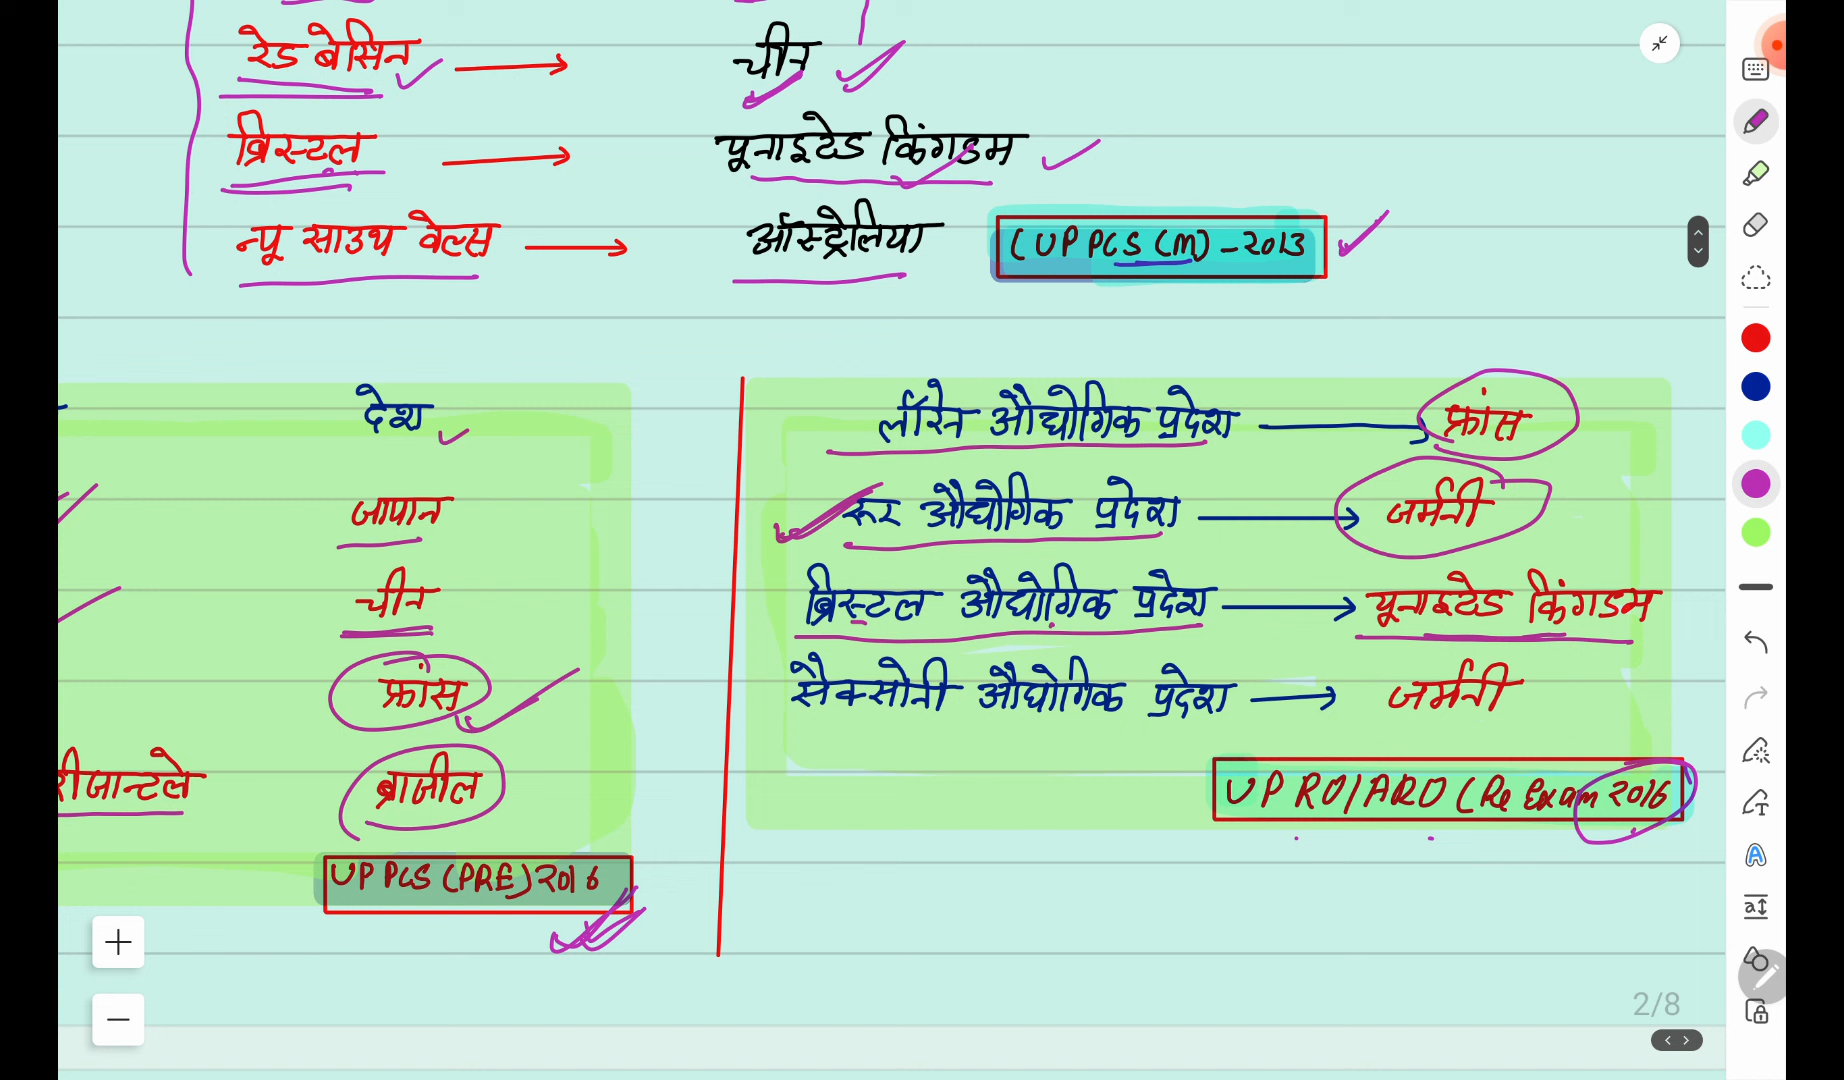 रेड बेसिन → चीन
ब्रिस्टल → यूनाइटेड किंगडम
न्यू साउथ वेल्स → ऑस्ट्रेलिया (UP PCS (M) - 2013
देश
जापान
चीन
फ्रांस
रीजान्टले ब्राजील
UP PCS (PRE) 2016
लॉरेन औद्योगिक प्रदेश → फ्रांस
रूर औद्योगिक प्रदेश → जर्मनी
ब्रिस्टल औद्योगिक प्रदेश → यूनाइटेड किंगडम
सैक्सोनी औद्योगिक प्रदेश → जर्मनी
UP RO/ARO (Re Exam 2016
2/8